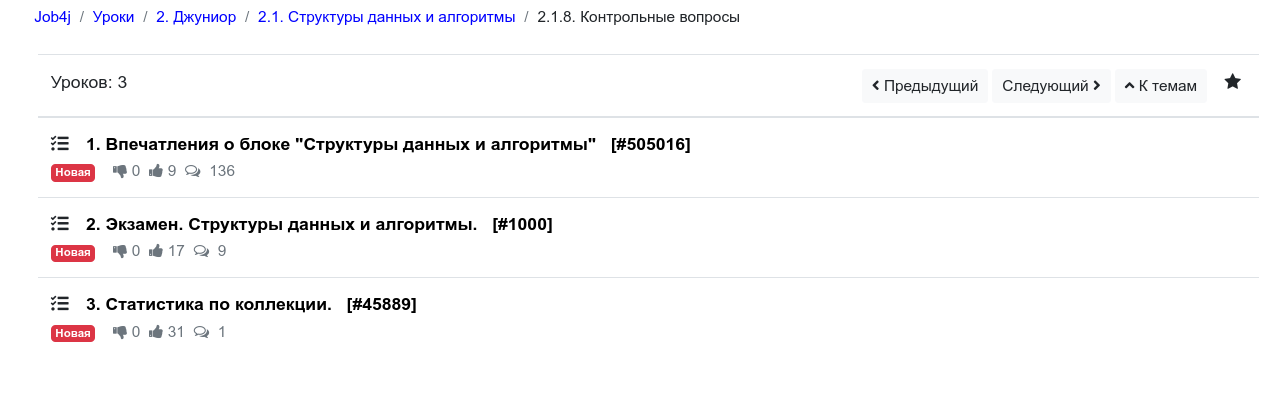 Job4j / Уроки / 2. Джуниор / 2.1. Структуры данных и алгоритмы / 2.1.8. Контрольные вопросы
Уроков: 3 Предыдущий Следующий К темам
1. Впечатления о блоке "Структуры данных и алгоритмы" [#505016]
Новая 0 9 136
2. Экзамен. Структуры данных и алгоритмы. [#1000]
Новая 0 17 9
3. Статистика по коллекции. [#45889]
Новая 0 31 1